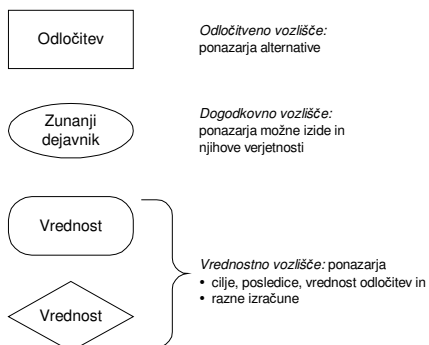 Odločitev
Odločitveno vozlišče:
ponazarja alternative
Zunanji
dejavnik
Dogodkovno vozlišče:
ponazarja možne izide in
njihove verjetnosti
Vrednost
Vrednostno vozlišče: ponazarja
• cilje, posledice, vrednost odločitev in
• razne izračune
Vrednost